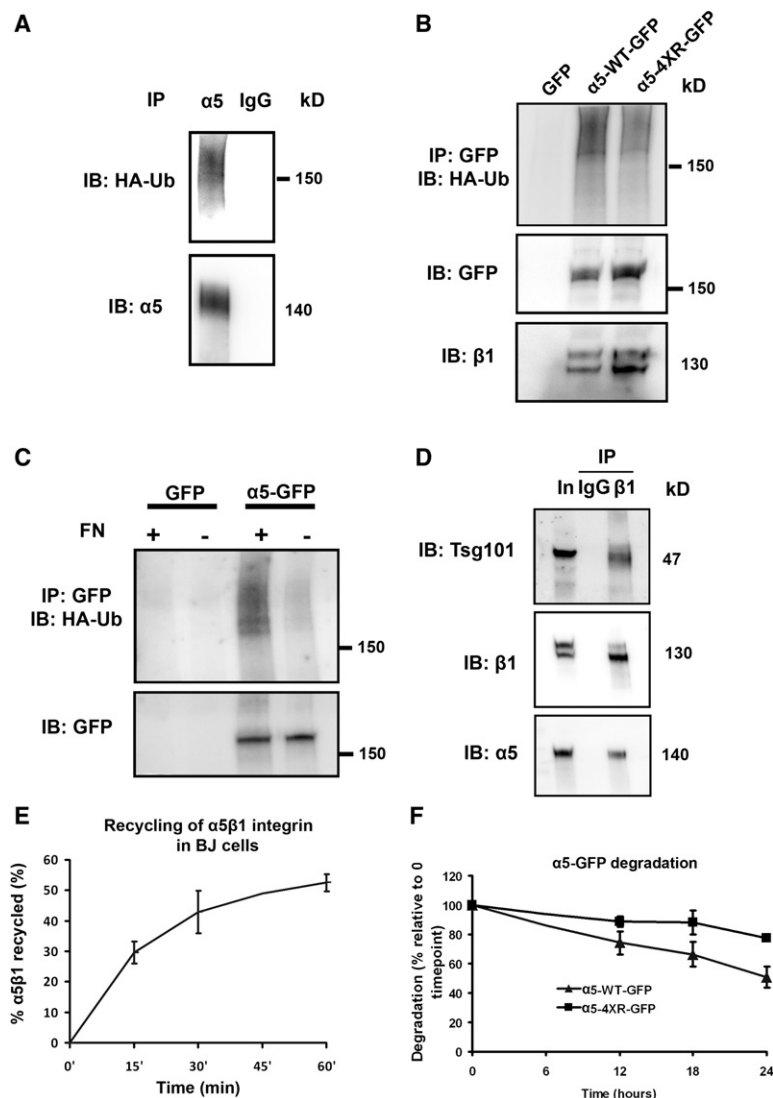 A
IP α5 IgG kD
IB: HA-Ub
150
IB: α5
140
B
GFP
α5-WT-GFP
α5-4XR-GFP
kD
IP: GFP
IB: HA-Ub
150
IB: GFP
150
IB: β1
130
C
GFP α5-GFP
FN + - + -
IP: GFP
IB: HA-Ub
150
IB: GFP
150
D
IP
In IgG β1 kD
IB: Tsg101
47
IB: β1
130
IB: α5
140
E
Recycling of α5β1 integrin
in BJ cells
% α5β1 recycled (%)
60
50
40
30
20
10
0
0' 15' 30' 45' 60'
Time (min)
F
α5-GFP degradation
Degradation (% relative to 0
timepoint)
120
100
80
60
40
20
0
α5-WT-GFP
α5-4XR-GFP
0 6 12 18 24
Time (hours)